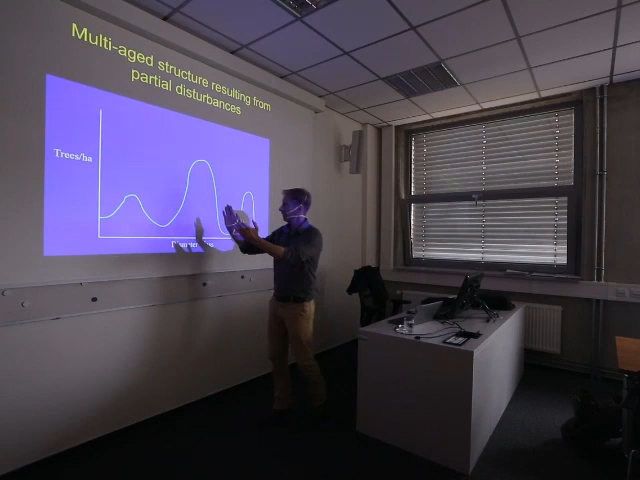 Multi-aged structure resulting from
partial disturbances
Trees/ha